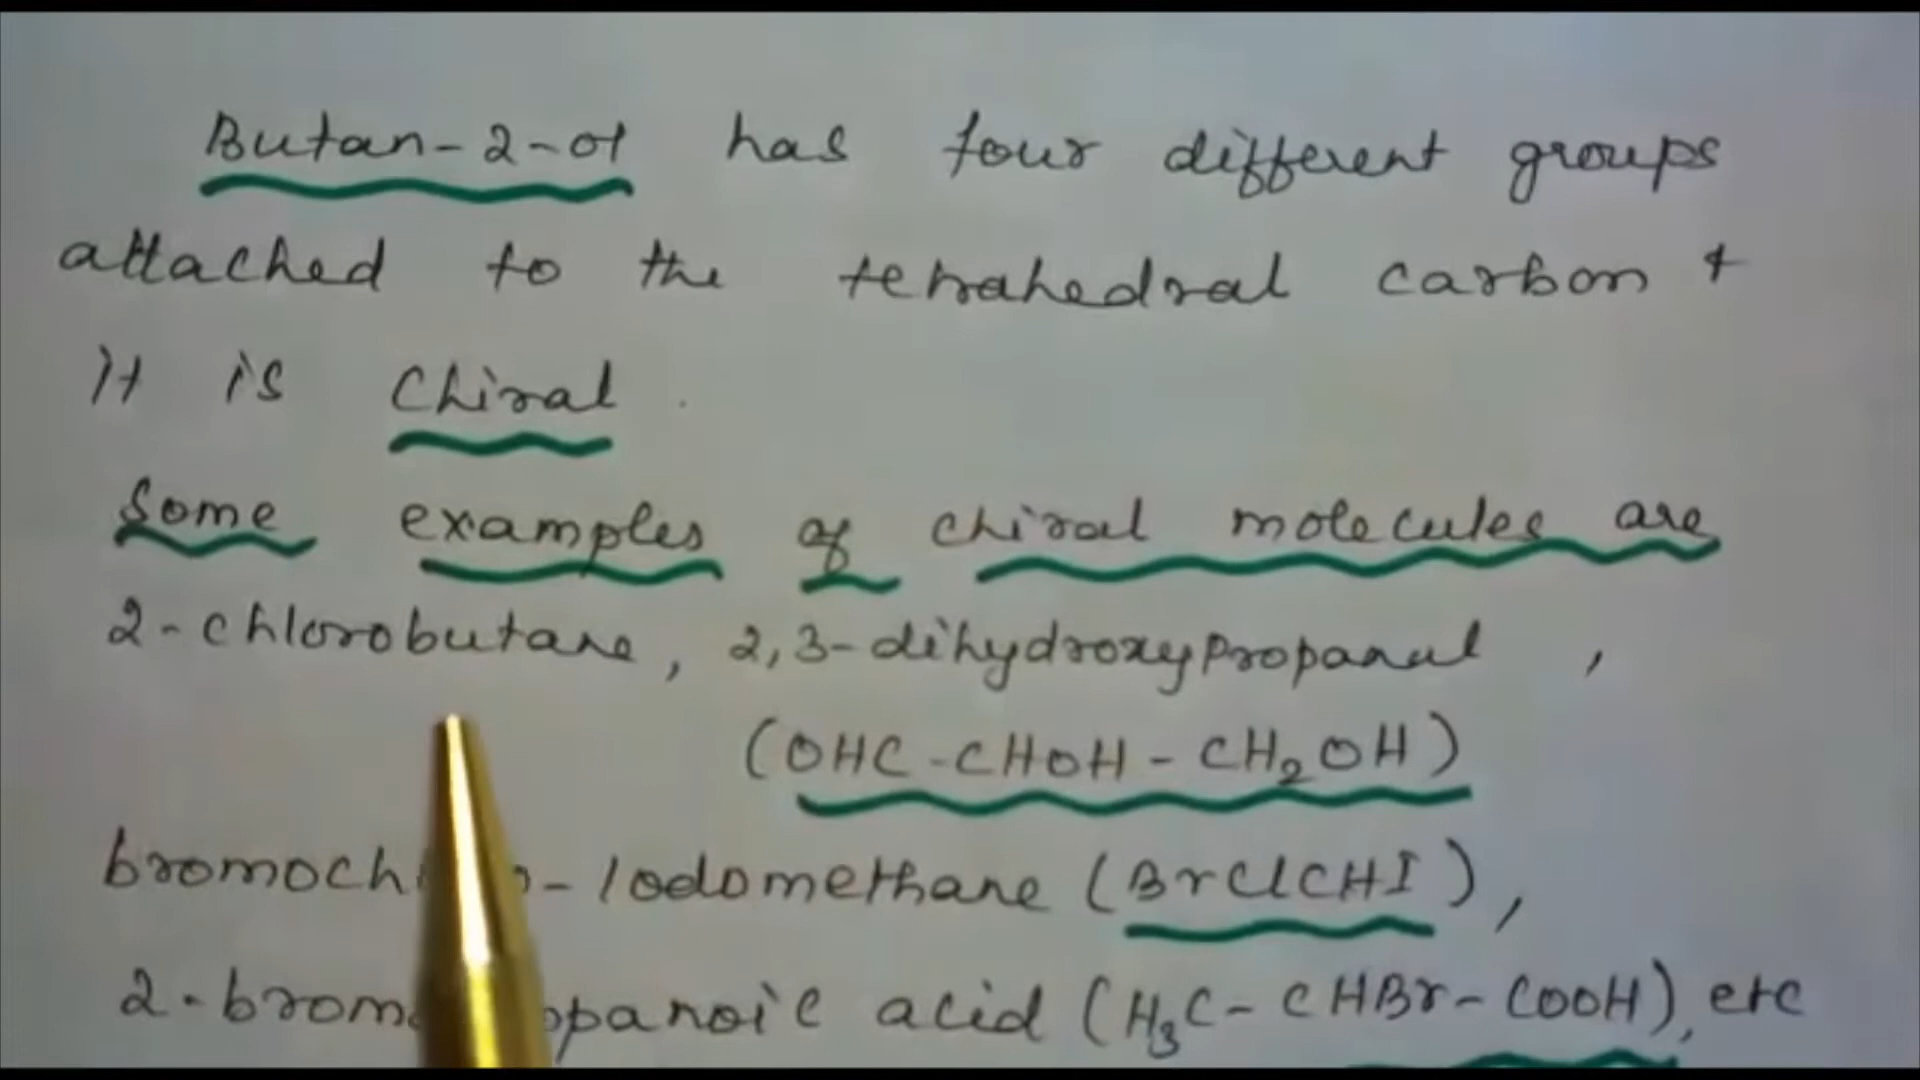 Butan-2-ol has four different groups
attached to the tetrahedral carbon &
it is Chiral.
Some examples of chiral molecules are
2-chlorobutane, 2,3-dihydroxypropanal,
(OHC-CHOH-CH₂OH)
-Iodomethane (BrClCHI),
acid (H₃C-CHBr-COOH), etc